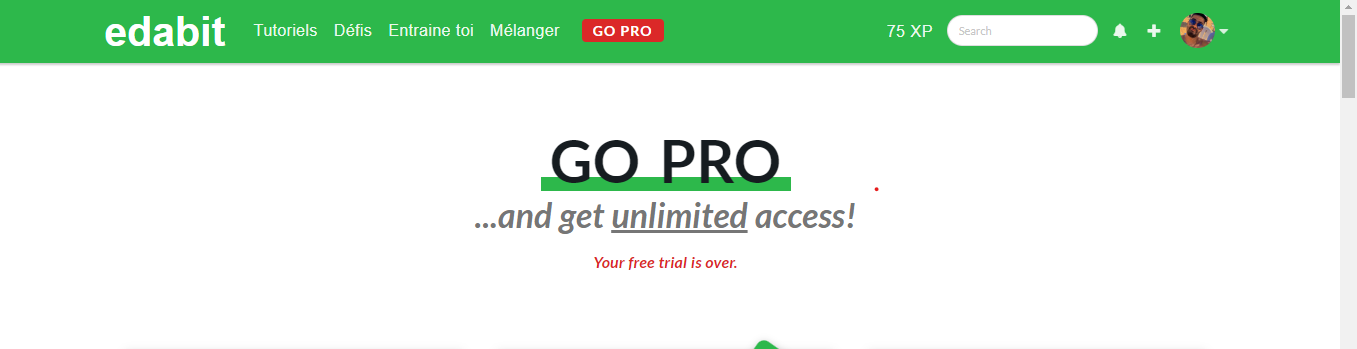 edabit Tutoriels Défis Entraine toi Mélanger GO PRO 75 XP Search
GO PRO
...and get unlimited access!
Your free trial is over.